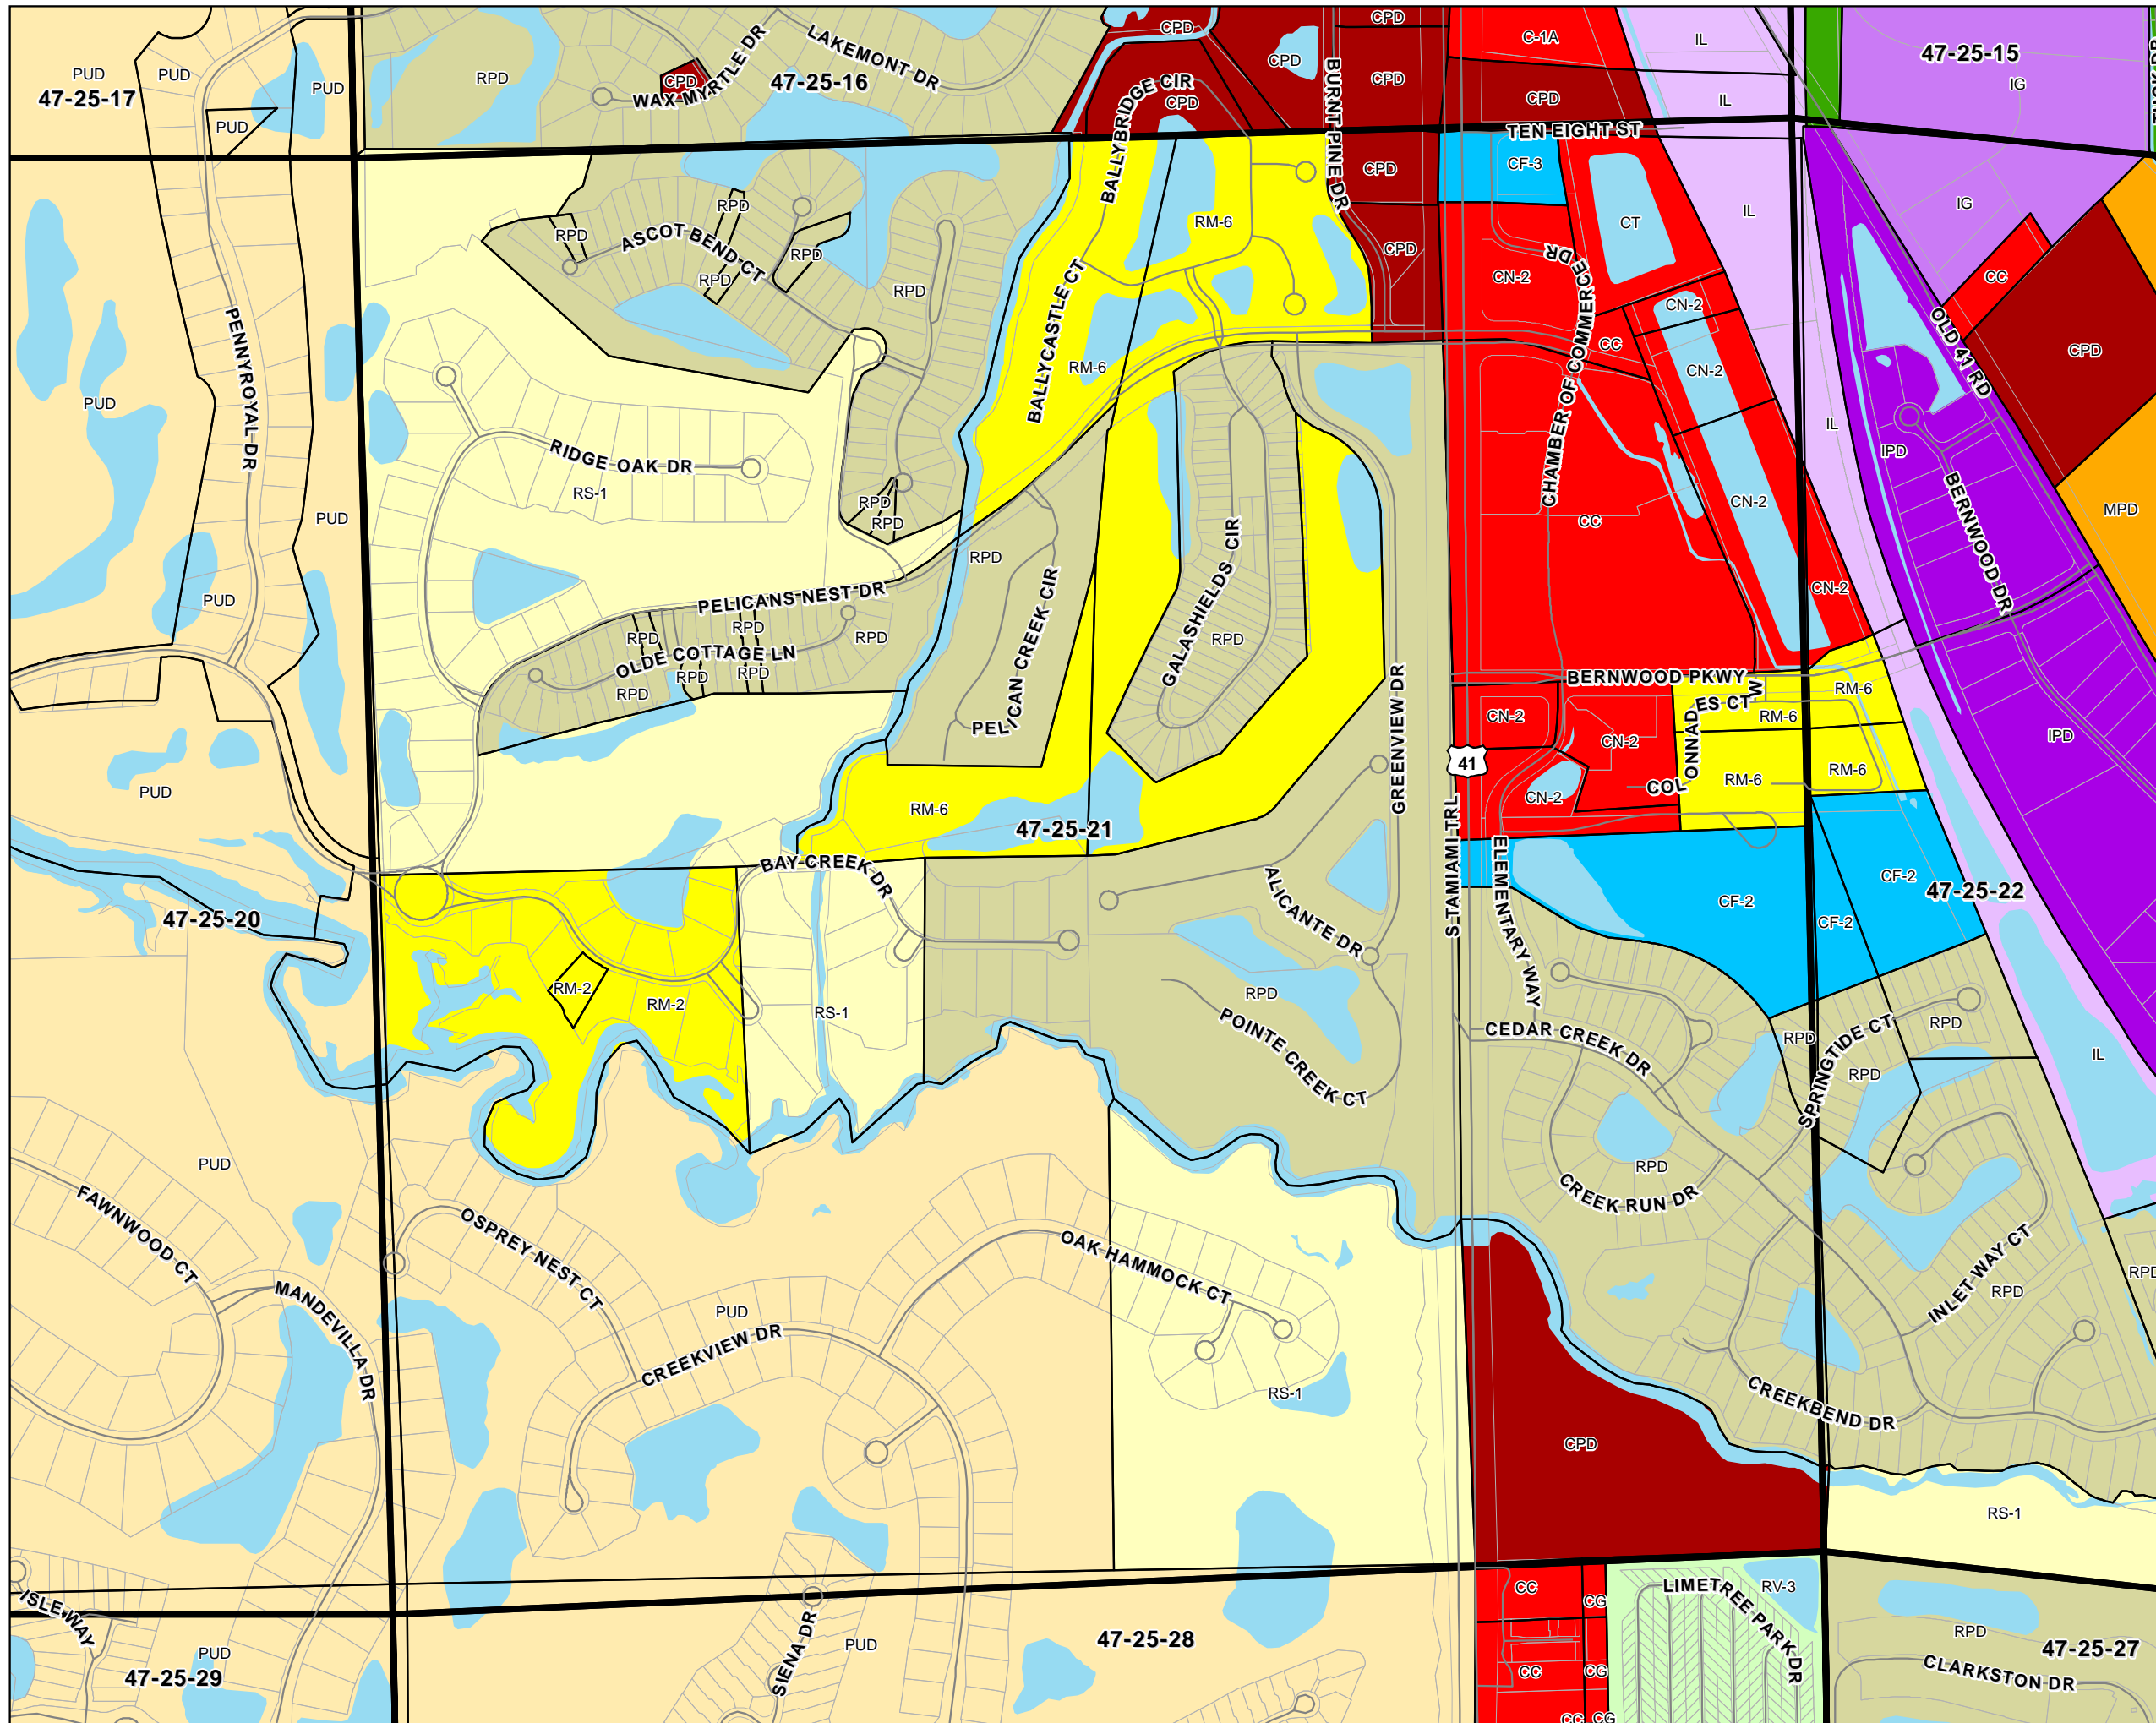 CPD
CPD
C-1A
IL
47-25-15
LAKEMONT DR
WAX MYRTLE DR
PUD
PUD
PUD
RPD
CPD
47-25-16
CPD
BURNT PINE DR
CPD
IG
47-25-17
BALLYBRIDGE CIR
CPD
CPD
IL
PUD
TEN EIGHT ST
CF-3
CPD
RPD
IL
IG
RPD
ASCOT BEND CT
RM-6
CT
RPD
RPD
CPD
CHAMBER OF COMMERCE DR
CN-2
CC
RPD
CN-2
OLD 41 RD
PENNYROYAL DR
BALLYCASTLE CT
RM-6
CC
CPD
CN-2
PUD
IL
RIDGE OAK DR
RS-1
IPD
RPD
RPD
CN-2
MPD
PUD
CC
RPD
GALASHIELDS CIR
BERNWOOD DR
PELICANS NEST DR
PELICAN CREEK CIR
CN-2
PUD
RPD
RPD
RPD
RPD
OLDE COTTAGE LN
RPD
RPD
RPD
GREENVIEW DR
BERNWOOD PKWY
RM-6
CN-2
RM-6
COLONNADES CT W
CN-2
IPD
41
RM-6
RM-6
PUD
CN-2
RM-6
47-25-21
S TAMIAMI TRL
ELEMENTARY WAY
BAY CREEK DR
CF-2
47-25-22
ALICANTE DR
CF-2
CF-2
47-25-20
RM-2
RM-2
RPD
RS-1
POINTE CREEK CT
CEDAR CREEK DR
RPD
SPRINGTIDE CT
RPD
IL
RPD
PUD
RPD
CREEK RUN DR
FAWNWOOD CT
OSPREY NEST CT
OAK HAMMOCK CT
INLET WAY CT
RPD
RPD
MANDEVILLA DR
PUD
CREEKVIEW DR
RS-1
CREEKBEND DR
CPD
RS-1
ISLE WAY
CC
CG
LIMETREE PARK DR
RV-3
SIENA DR
PUD
PUD
47-25-28
RPD
47-25-27
47-25-29
CC
CG
CLARKSTON DR
CC
CG